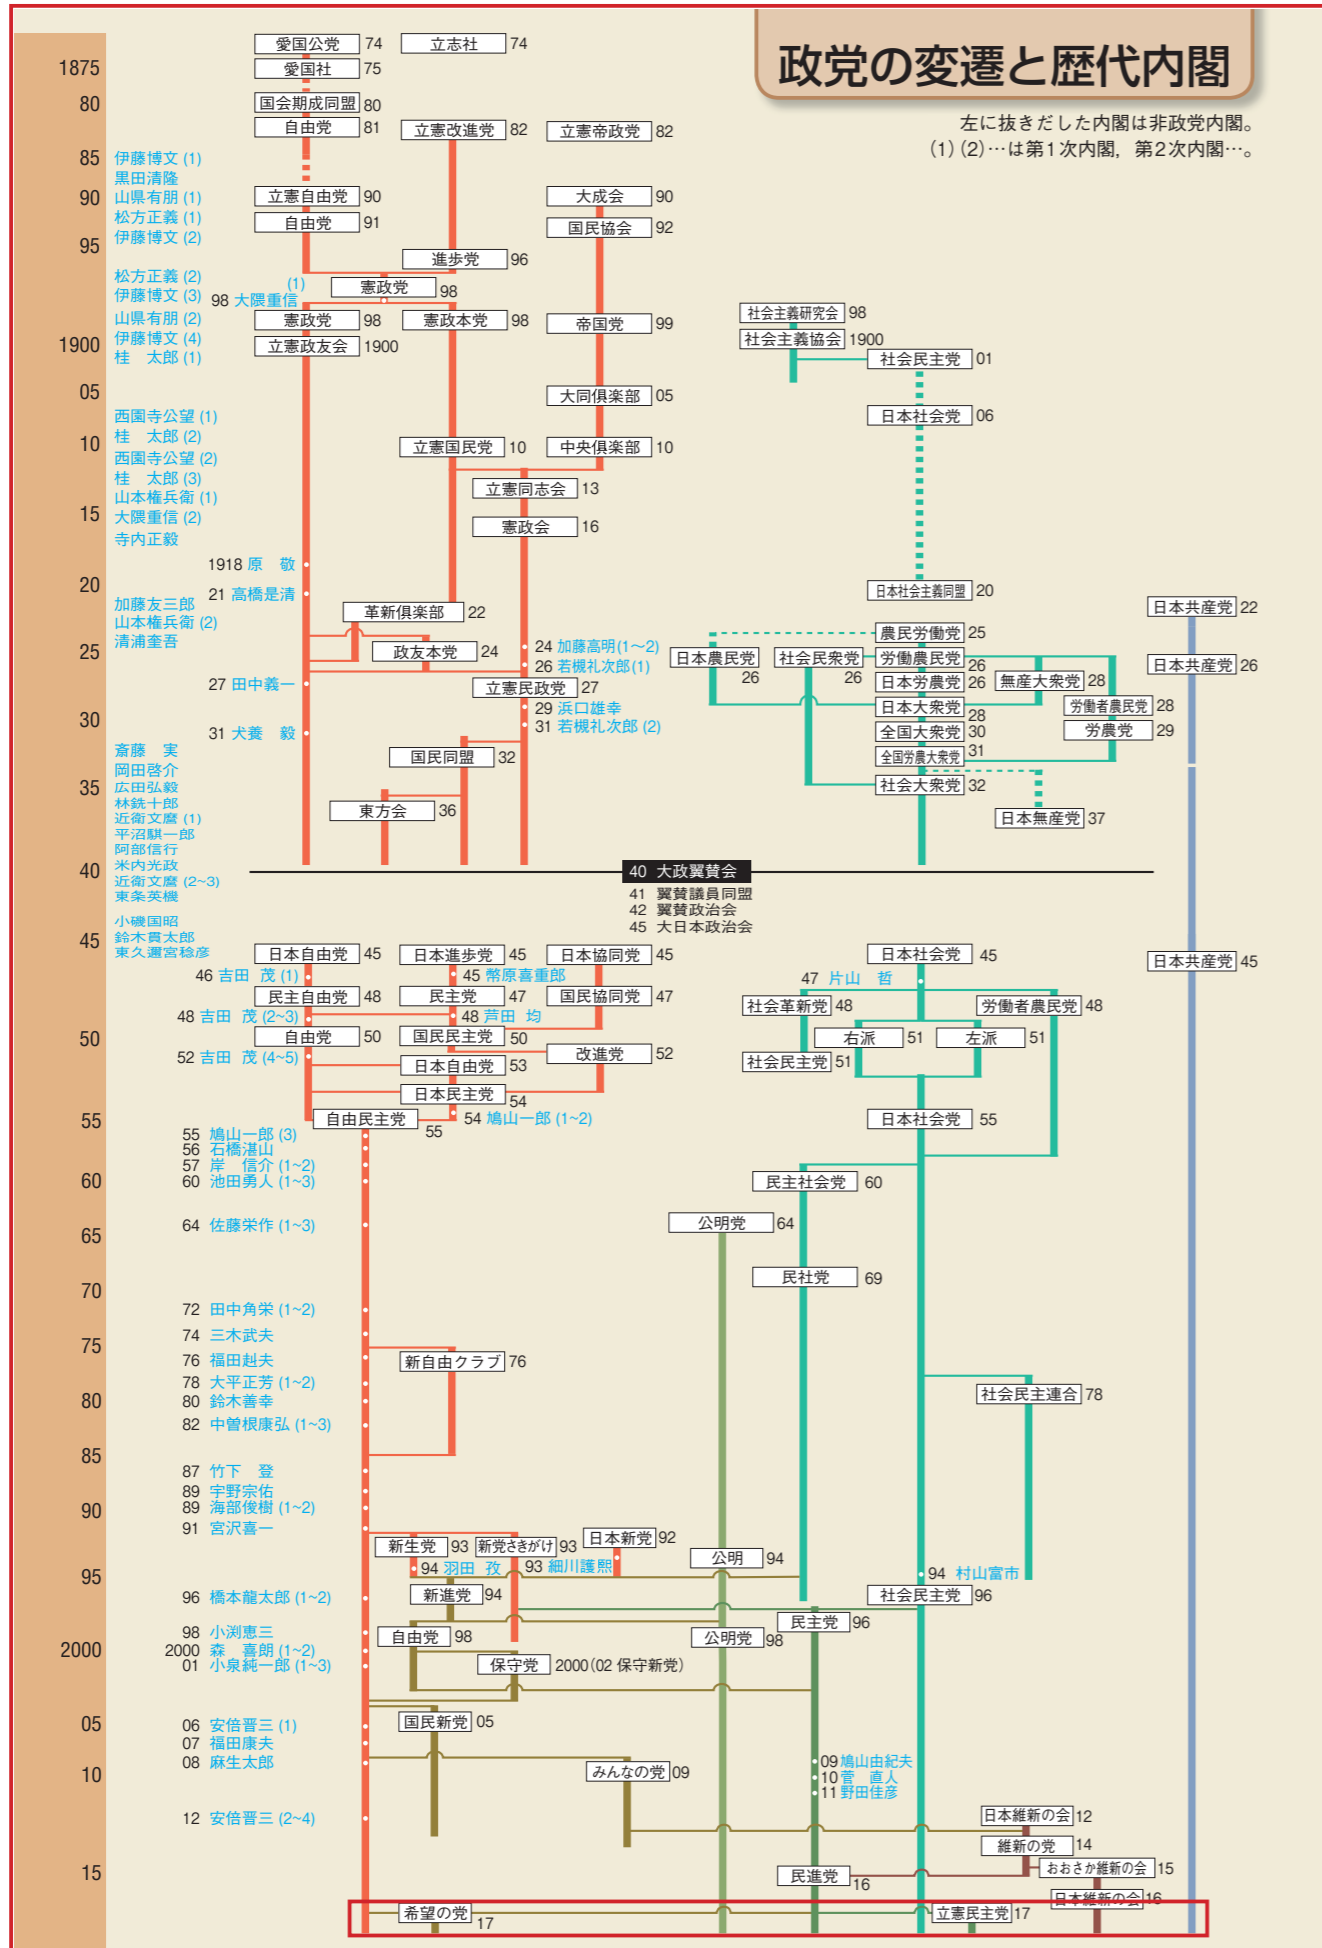 政党の変遷と歴代内閣
左に抜きだした内閣は非政党内閣。
(1)(2)…は第1次内閣，第2次内閣…。
愛国公党 74 立志社 74
1875 愛国社 75
80 国会期成同盟 80
自由党 81 立憲改進党 82 立憲帝政党 82
85 伊藤博文 (1)
黒田清隆
90 山県有朋 (1) 立憲自由党 90 大成会 90
松方正義 (1) 自由党 91
95 伊藤博文 (2) 国民協会 92
進歩党 96
松方正義 (2) (1) 憲政党 98
伊藤博文 (3) 98 大隈重信
山県有朋 (2) 憲政党 98 憲政本党 98 帝国党 99 社会主義研究会 98
伊藤博文 (4) 社会主義協会 1900
1900 立憲政友会 1900
桂 太郎 (1) 社会民主党 01
05 大同俱楽部 05
西園寺公望 (1) 日本社会党 06
桂 太郎 (2)
10 立憲国民党 10 中央俱楽部 10
西園寺公望 (2)
桂 太郎 (3) 立憲同志会 13
山本権兵衛 (1)
15 大隈重信 (2) 憲政会 16
寺内正毅
1918 原 敬
20 21 高橋是清 日本社会主義同盟 20
加藤友三郎 革新俱楽部 22 日本共産党 22
山本権兵衛 (2)
清浦奎吾 農民労働党 25
25 政友本党 24 24 加藤高明(1〜2) 日本農民党 26 社会民衆党 26 労働農民党 26 日本共産党 26
26 若槻礼次郎(1)
27 田中義一 立憲民政党 27 日本労農党 26 無産大衆党 28
29 浜口雄幸 日本大衆党 28 労働者農民党 28
30 31 若槻礼次郎 (2) 全国大衆党 30 労農党 29
31 犬養 毅
斎藤 実 国民同盟 32 全国労農大衆党 31
岡田啓介
35 広田弘毅 社会大衆党 32
林銑十郎
近衛文麿 (1) 東方会 36 日本無産党 37
平沼騏一郎
阿部信行
米内光政
40 近衛文麿 (2~3) 40 大政翼賛会
東条英機 41 翼賛議員同盟
42 翼賛政治会
小磯国昭 45 大日本政治会
45 鈴木貫太郎
東久邇宮稔彦 日本自由党 45 日本進歩党 45 日本協同党 45 日本社会党 45 日本共産党 45
46 吉田 茂 (1) 45 幣原喜重郎 47 片山 哲
民主自由党 48 民主党 47 国民協同党 47 社会革新党 48 労働者農民党 48
48 吉田 茂 (2~3) 48 芦田 均
50 自由党 50 国民民主党 50 右派 51 左派 51
52 吉田 茂 (4~5) 改進党 52 社会民主党 51
日本自由党 53
日本民主党 54
55 自由民主党 55 54 鳩山一郎 (1~2) 日本社会党 55
55 鳩山一郎 (3)
56 石橋湛山
57 岸 信介 (1~2)
60 60 池田勇人 (1~3) 民主社会党 60
64 佐藤栄作 (1~3) 公明党 64
65
70 民社党 69
72 田中角栄 (1~2)
74 三木武夫
75
76 福田赳夫 新自由クラブ 76
78 大平正芳 (1~2) 社会民主連合 78
80 80 鈴木善幸
82 中曽根康弘 (1~3)
85
87 竹下 登
89 宇野宗佑
90 89 海部俊樹 (1~2)
91 宮沢喜一
新生党 93 新党さきがけ 93 日本新党 92 公明 94
94 羽田 孜 93 細川護熙 94 村山富市
95
96 橋本龍太郎 (1~2) 新進党 94 社会民主党 96
民主党 96
98 小渕恵三 自由党 98 公明党 98
2000 2000 森 喜朗 (1~2)
01 小泉純一郎 (1~3) 保守党 2000(02 保守新党)
05 06 安倍晋三 (1) 国民新党 05
07 福田康夫
08 麻生太郎 みんなの党 09 09 鳩山由紀夫
10 10 菅 直人
11 野田佳彦
12 安倍晋三 (2~4) 日本維新の会 12
維新の党 14
15 民進党 16 おおさか維新の会 15
日本維新の会 16
希望の党 17 立憲民主党 17